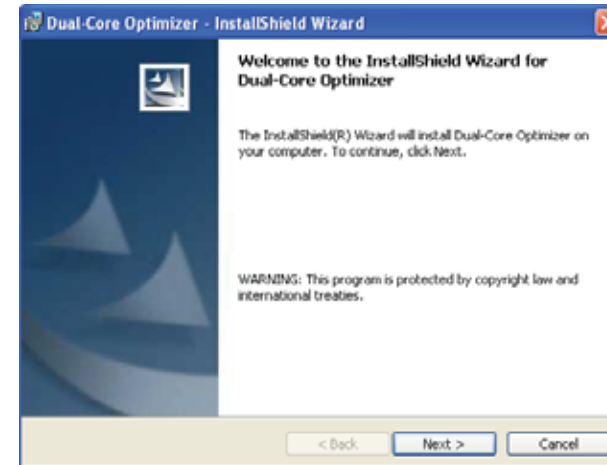 Dual-Core Optimizer - InstallShield Wizard
Welcome to the InstallShield Wizard for
Dual-Core Optimizer
The InstallShield(R) Wizard will install Dual-Core Optimizer on
your computer. To continue, click Next.
WARNING: This program is protected by copyright law and
international treaties.
< Back
Next >
Cancel